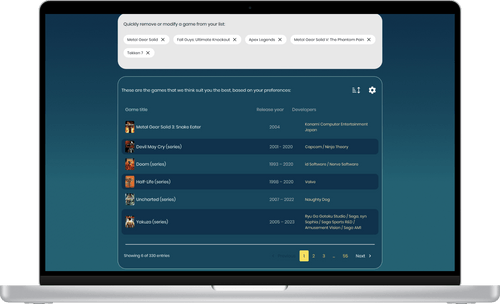 Quickly remove or modify a game from your list:
Metal Gear Solid ×
Fall Guys: Ultimate Knockout ×
Apex Legends ×
Metal Gear Solid V: The Phantom Pain ×
Tekken 7 ×
These are the games that we think suit you the best, based on your preferences:
Game title Release year Developers
Metal Gear Solid 3: Snake Eater 2004 Konami Computer Entertainment
Japan
Devil May Cry (series) 2001 - 2020 Capcom / Ninja Theory
Doom (series) 1993 - 2020 id Software / Nerve Software
Half-Life (series) 1998 - 2020 Valve
Uncharted (series) 2007 - 2022 Naughty Dog
Yakuza (series) 2005 - 2023 Ryu Ga Gotoku Studio / Sega, syn
Sophia / Sega Sports R&D /
Amusement Vision / Sega AM1
Showing 6 of 330 entries
1 2 3 ... 55 Next >